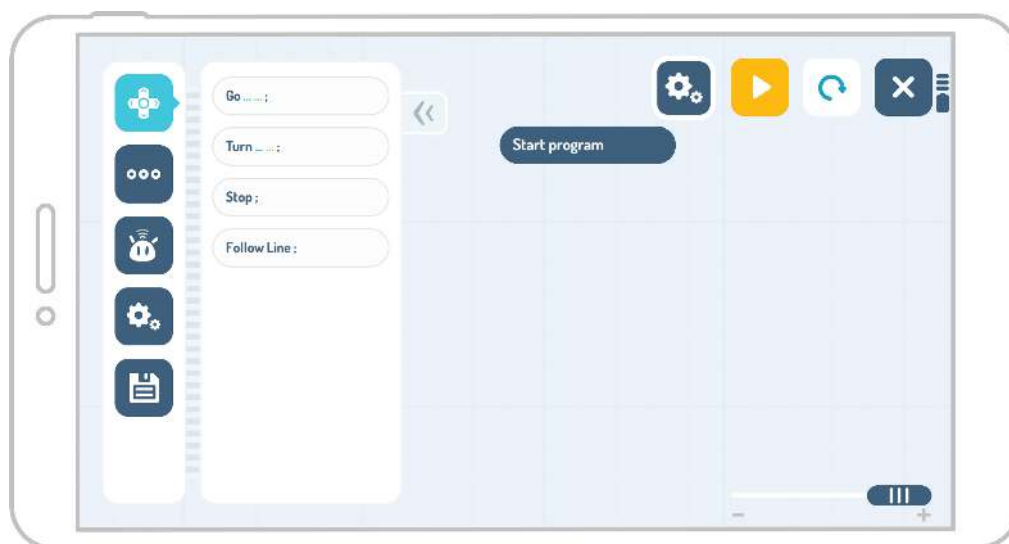 Go ... ... ;
Turn ... ... ;
Stop ;
Follow Line ;
Start program